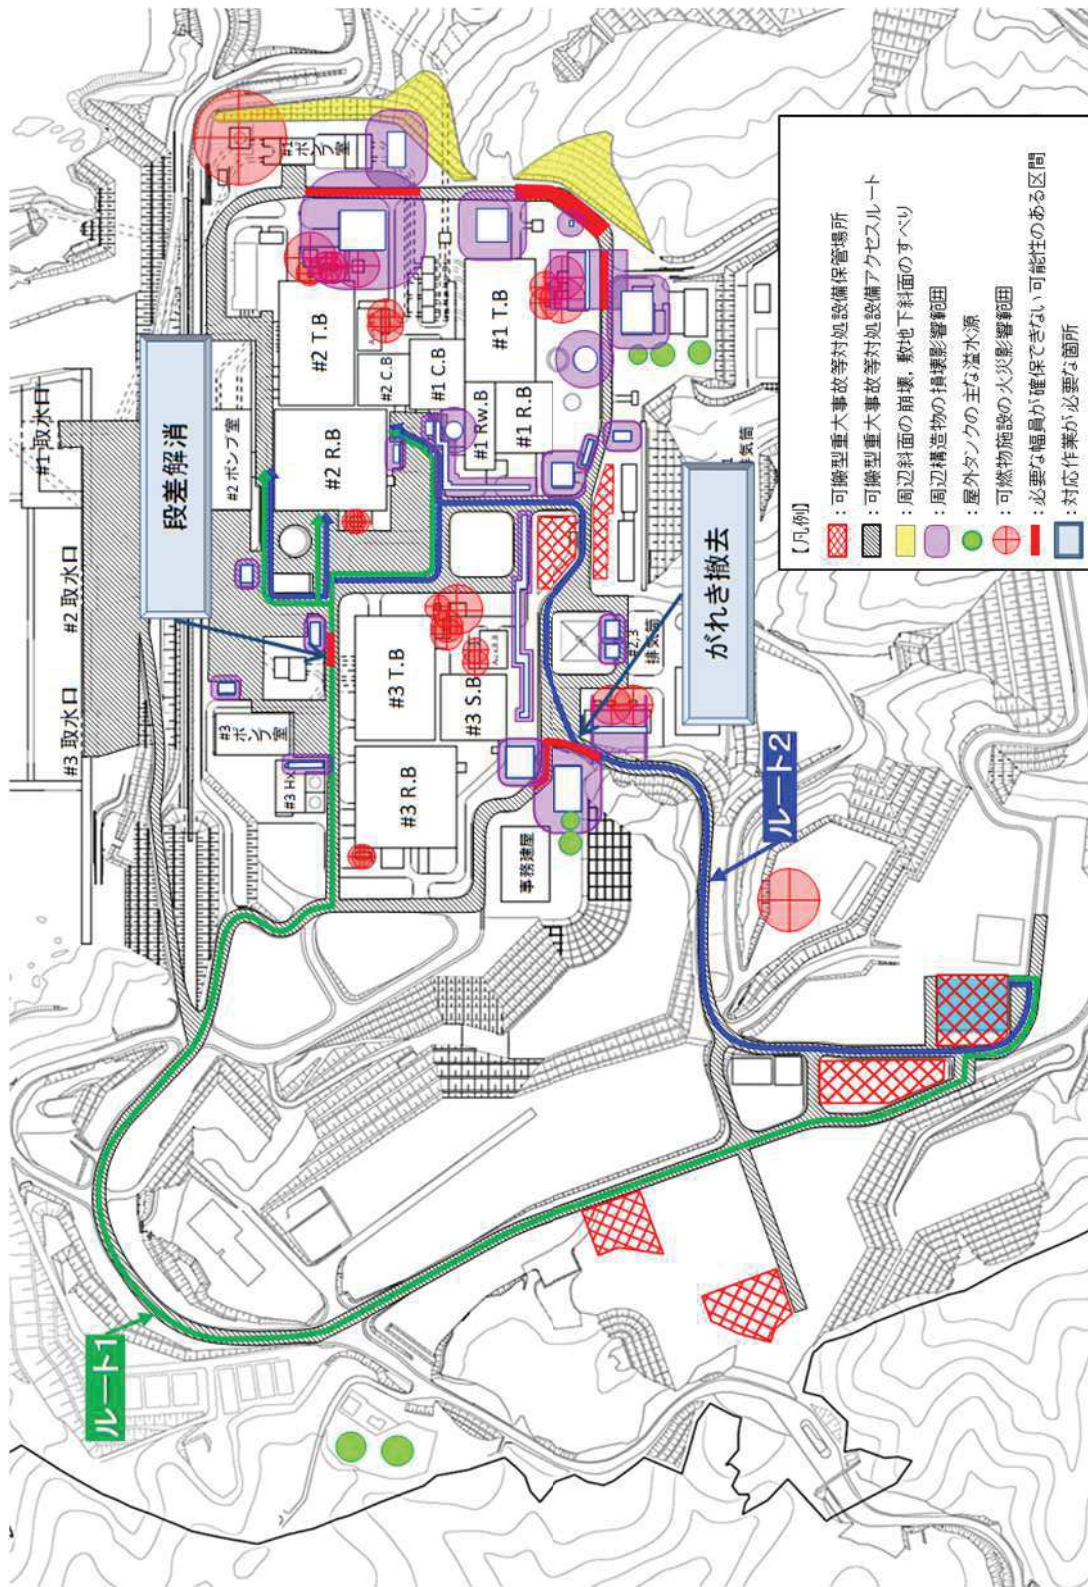 #1 取水口
#2 取水口
#3 取水口
段差解消
#1
ポンプ室
#2 ポンプ室
#3
ポンプ室
#3 Hx
#2 T.B
#2 C.B
#1 C.B
#1 T.B
#2 R.B
#1 Rw.B
#1 R.B
#3 T.B
#3 S.B
#3 R.B
事務建屋
#2,3
排気筒
がれき撤去
ルート1
ルート2
【凡例】
：可搬型重大事故等対処設備保管場所
：可搬型重大事故等対処設備アクセスルート
：周辺斜面の崩壊，敷地下斜面のすべり
：周辺構造物の損壊影響範囲
：屋外タンクの主な溢水源
：可燃物施設の火災影響範囲
：必要な幅員が確保できない可能性のある区間
：対応作業が必要な箇所